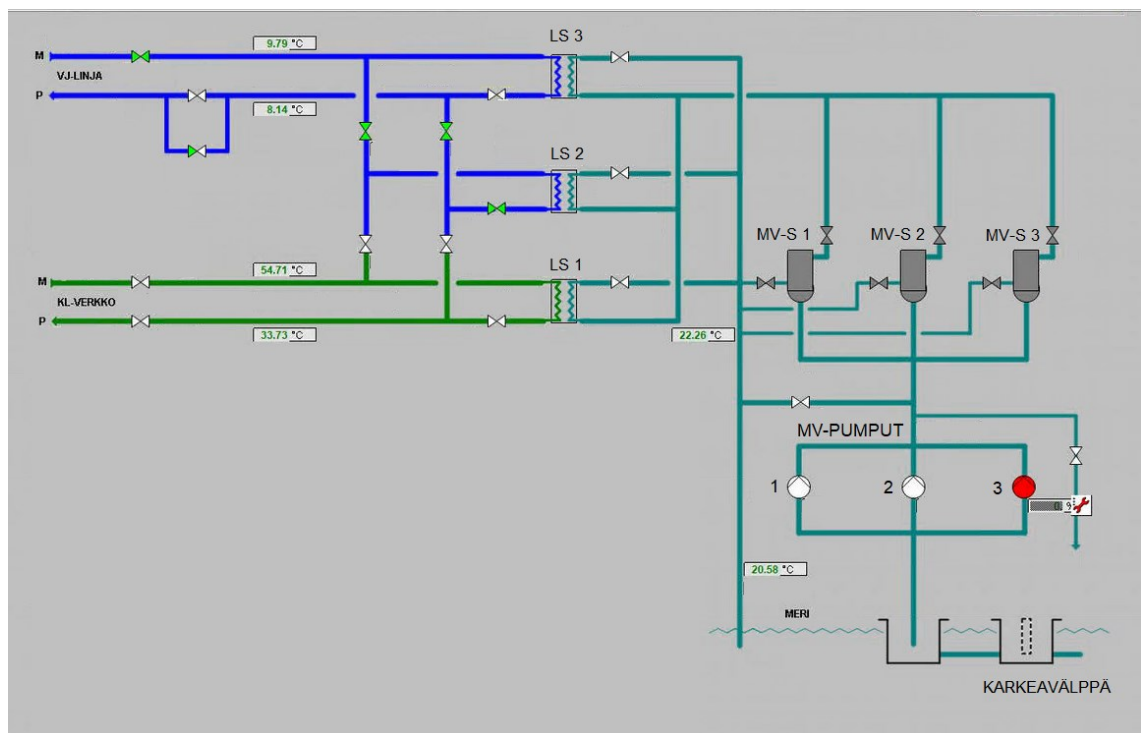 LS 3
9.79 °C
M
VJ-LINJA
P
8.14 °C
LS 2
MV-S 1
MV-S 2
MV-S 3
54.71 °C
LS 1
M
KL-VERKKO
P
33.73 °C
22.26 °C
MV-PUMPUT
1
2
3
0. %
20.58 °C
MERI
KARKEAVÄLPPÄ